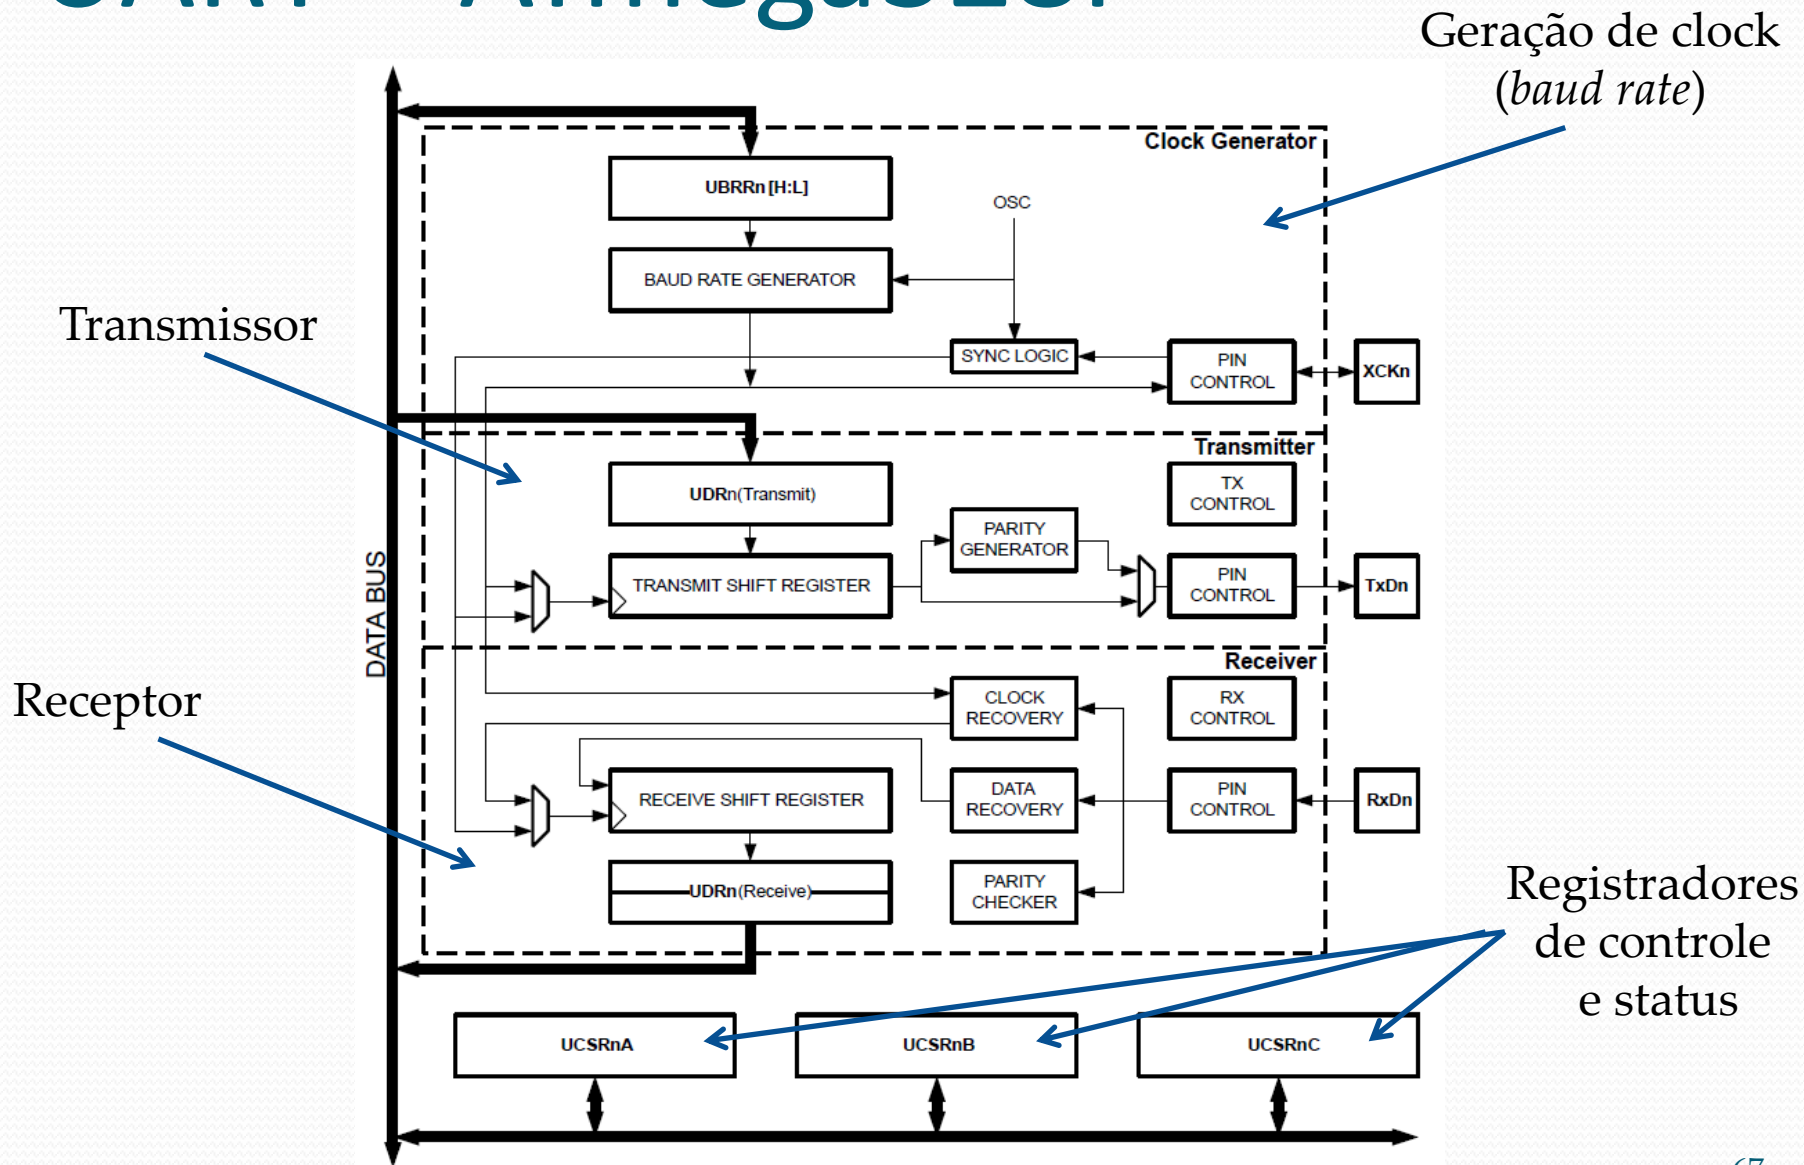 Geração de clock
(baud rate)
Clock Generator
UBRRn [H:L]
OSC
BAUD RATE GENERATOR
Transmissor
SYNC LOGIC
PIN
CONTROL
XCKn
Transmitter
UDRn(Transmit)
TX
CONTROL
PARITY
GENERATOR
TRANSMIT SHIFT REGISTER
PIN
CONTROL
TxDn
DATA BUS
Receiver
Receptor
CLOCK
RECOVERY
RX
CONTROL
RECEIVE SHIFT REGISTER
DATA
RECOVERY
PIN
CONTROL
RxDn
UDRn(Receive)
PARITY
CHECKER
Registradores
de controle
e status
UCSRnA
UCSRnB
UCSRnC